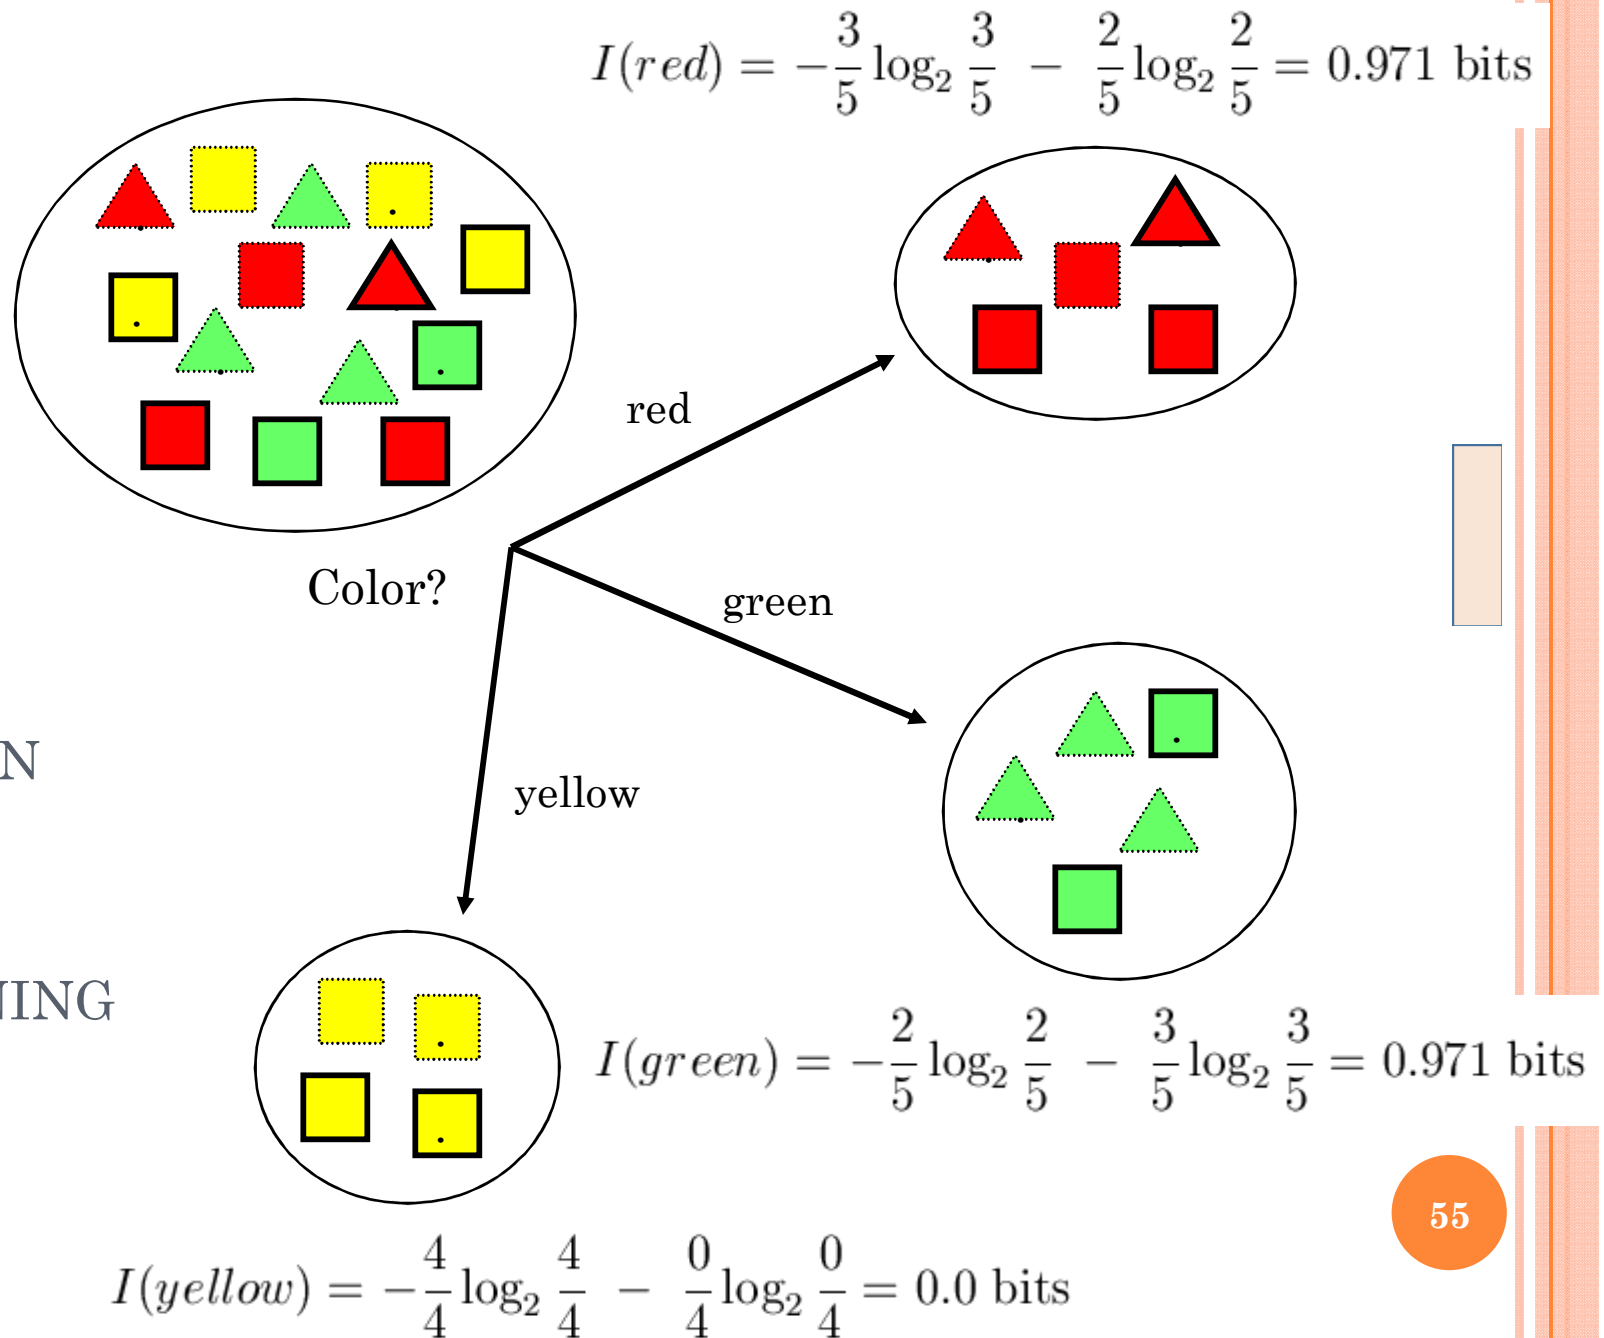 I(red) = −3/5 log₂ 3/5 − 2/5 log₂ 2/5 = 0.971 bits
red
Color?
green
N
yellow
NING
I(green) = −2/5 log₂ 2/5 − 3/5 log₂ 3/5 = 0.971 bits
55
I(yellow) = −4/4 log₂ 4/4 − 0/4 log₂ 0/4 = 0.0 bits